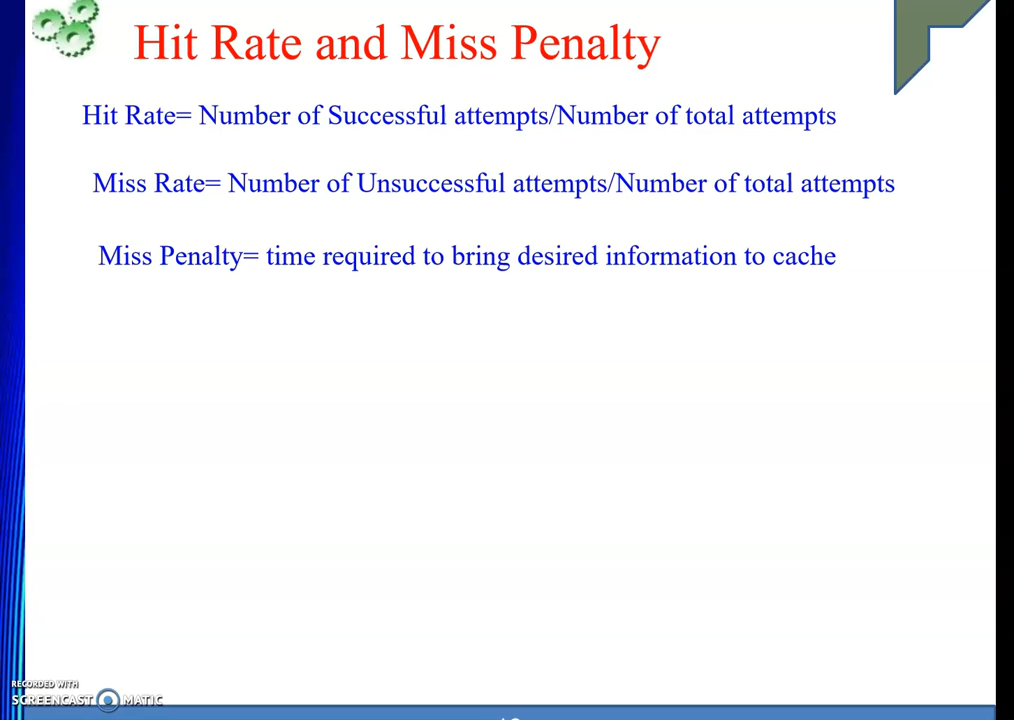 Hit Rate and Miss Penalty
Hit Rate= Number of Successful attempts/Number of total attempts
Miss Rate= Number of Unsuccessful attempts/Number of total attempts
Miss Penalty= time required to bring desired information to cache
RECORDED WITH
SCREENCAST MATIC